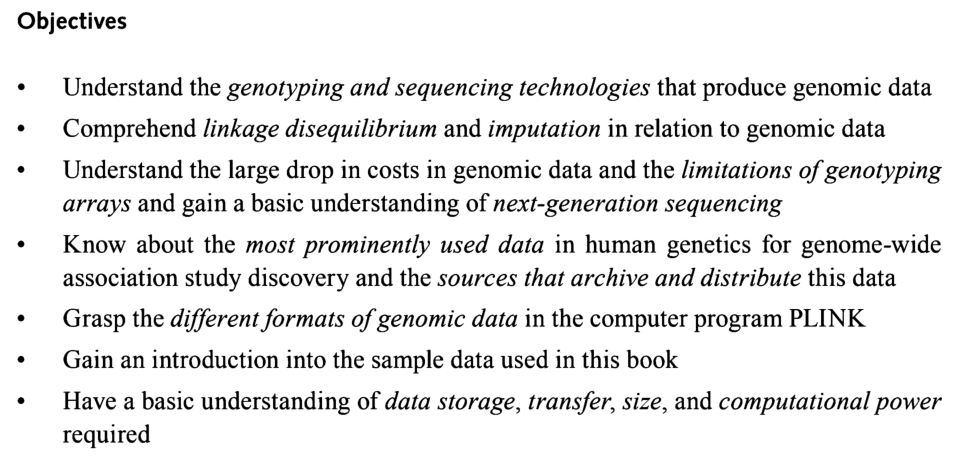 Objectives
• Understand the genotyping and sequencing technologies that produce genomic data
• Comprehend linkage disequilibrium and imputation in relation to genomic data
• Understand the large drop in costs in genomic data and the limitations of genotyping
arrays and gain a basic understanding of next-generation sequencing
• Know about the most prominently used data in human genetics for genome-wide
association study discovery and the sources that archive and distribute this data
• Grasp the different formats of genomic data in the computer program PLINK
• Gain an introduction into the sample data used in this book
• Have a basic understanding of data storage, transfer, size, and computational power
required